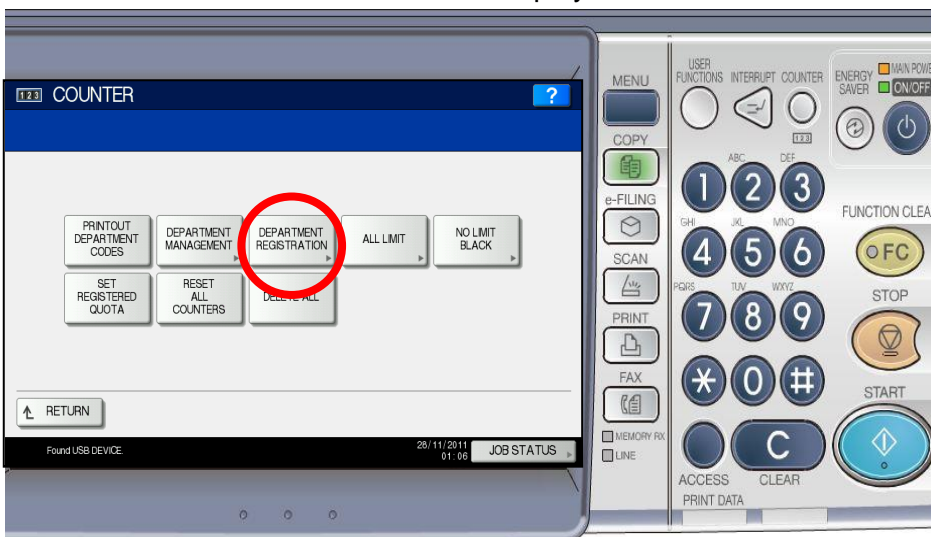 123 COUNTER
?
PRINTOUT
DEPARTMENT
CODES
DEPARTMENT
MANAGEMENT
DEPARTMENT
REGISTRATION
ALL LIMIT
NO LIMIT
BLACK
SET
REGISTERED
QUOTA
RESET
ALL
COUNTERS
DELETE ALL
RETURN
Found USB DEVICE.
28/11/2011
01:06
JOB STATUS
MENU
COPY
e-FILING
SCAN
PRINT
FAX
MEMORY RX
LINE
USER
FUNCTIONS
INTERRUPT
COUNTER
123
ENERGY
SAVER
MAIN POWE
ON/OFF
ABC DEF
1 2 3
GHI JKL MNO
4 5 6
PQRS TUV WXYZ
7 8 9
* 0 #
C
ACCESS CLEAR
PRINT DATA
FUNCTION CLEA
FC
STOP
START